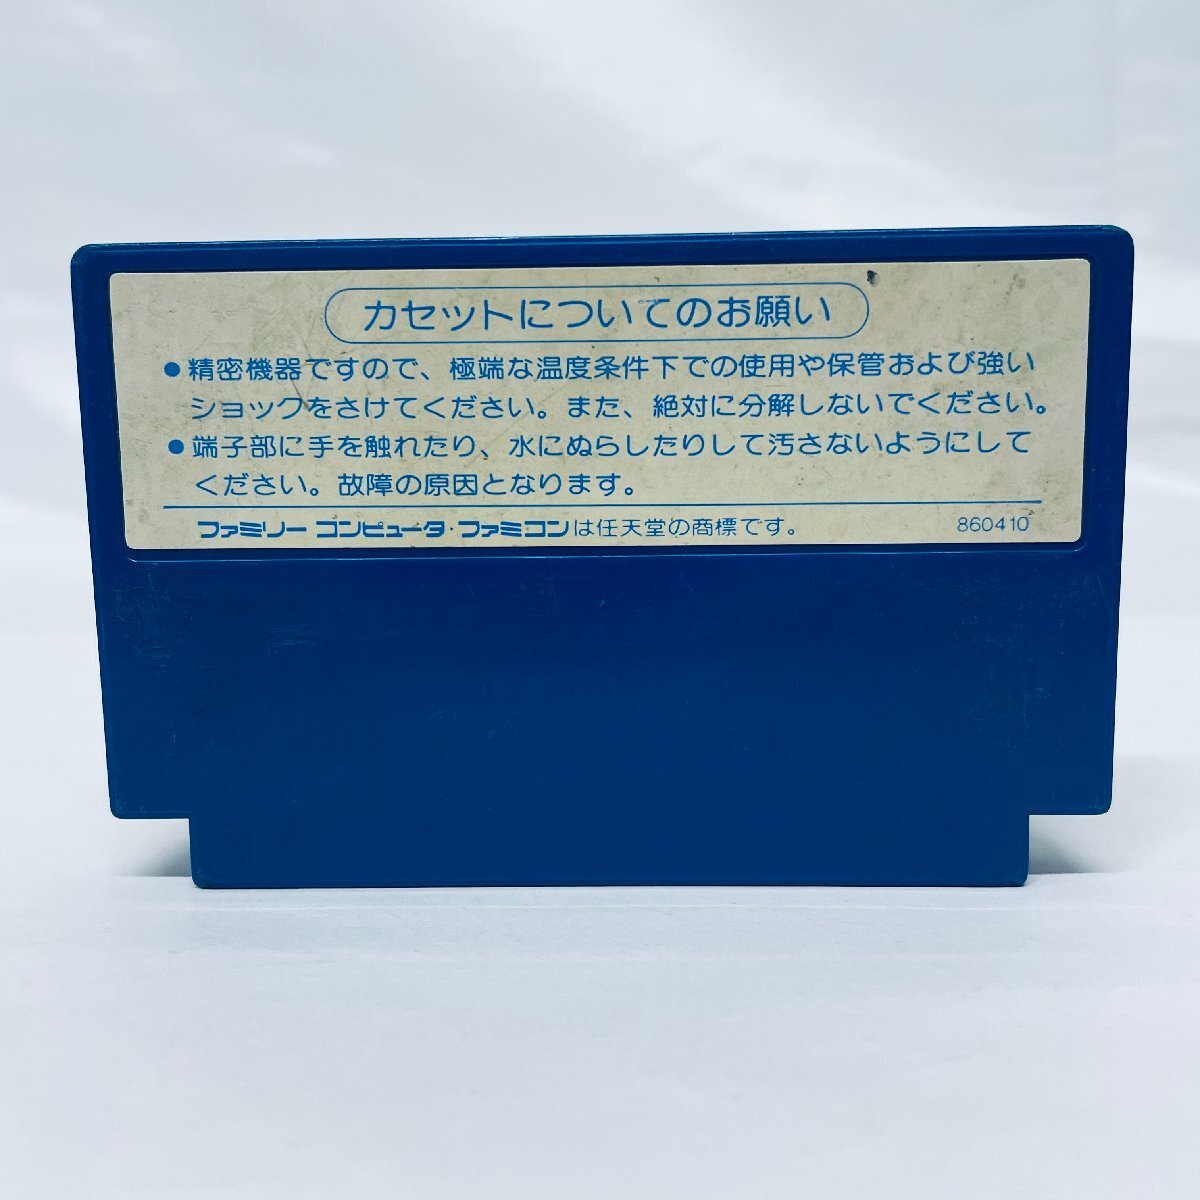 カセットについてのお願い
●精密機器ですので、極端な温度条件下での使用や保管および強い
ショックをさけてください。また、絶対に分解しないでください。
●端子部に手を触れたり、水にぬらしたりして汚さないようにして
ください。故障の原因となります。
ファミリー コンピュータ・ファミコンは任天堂の商標です。 860410